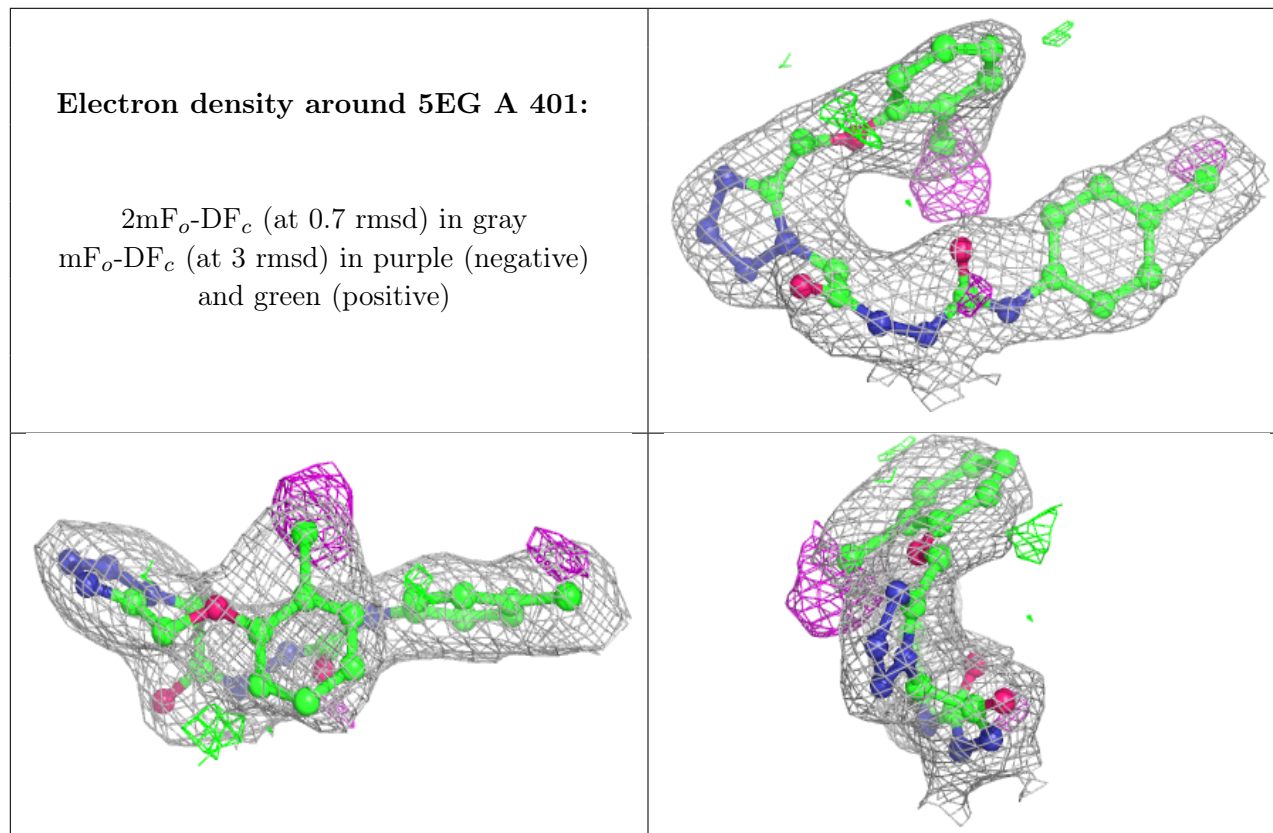 Electron density around 5EG A 401:
2mFo-DFc (at 0.7 rmsd) in gray
mFo-DFc (at 3 rmsd) in purple (negative)
and green (positive)